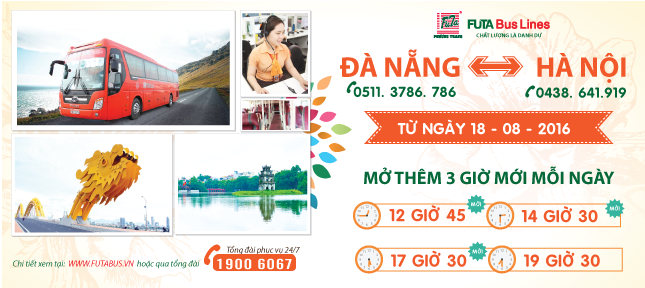 FUTA
PHUONG TRANG
FUTA Bus Lines
CHẤT LƯỢNG LÀ DANH DỰ
ĐÀ NẴNG HÀ NỘI
0511. 3786. 786 0438. 641.919
TỪ NGÀY 18 - 08 - 2016
MỞ THÊM 3 GIỜ MỚI MỖI NGÀY
12 GIỜ 45 MỚI 14 GIỜ 30 MỚI
17 GIỜ 30 MỚI 19 GIỜ 30
Tổng đài phục vụ 24/7
Chi tiết xem tại: WWW.FUTABUS.VN hoặc qua tổng đài 1900 6067